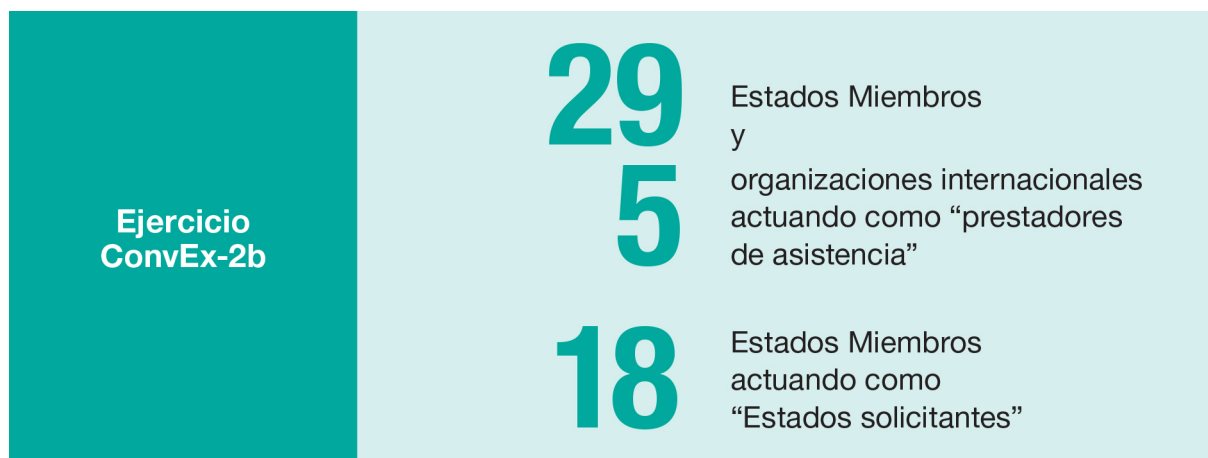 Ejercicio
ConvEx-2b
29
Estados Miembros
y
5
organizaciones internacionales
actuando como “prestadores
de asistencia”
18
Estados Miembros
actuando como
“Estados solicitantes”